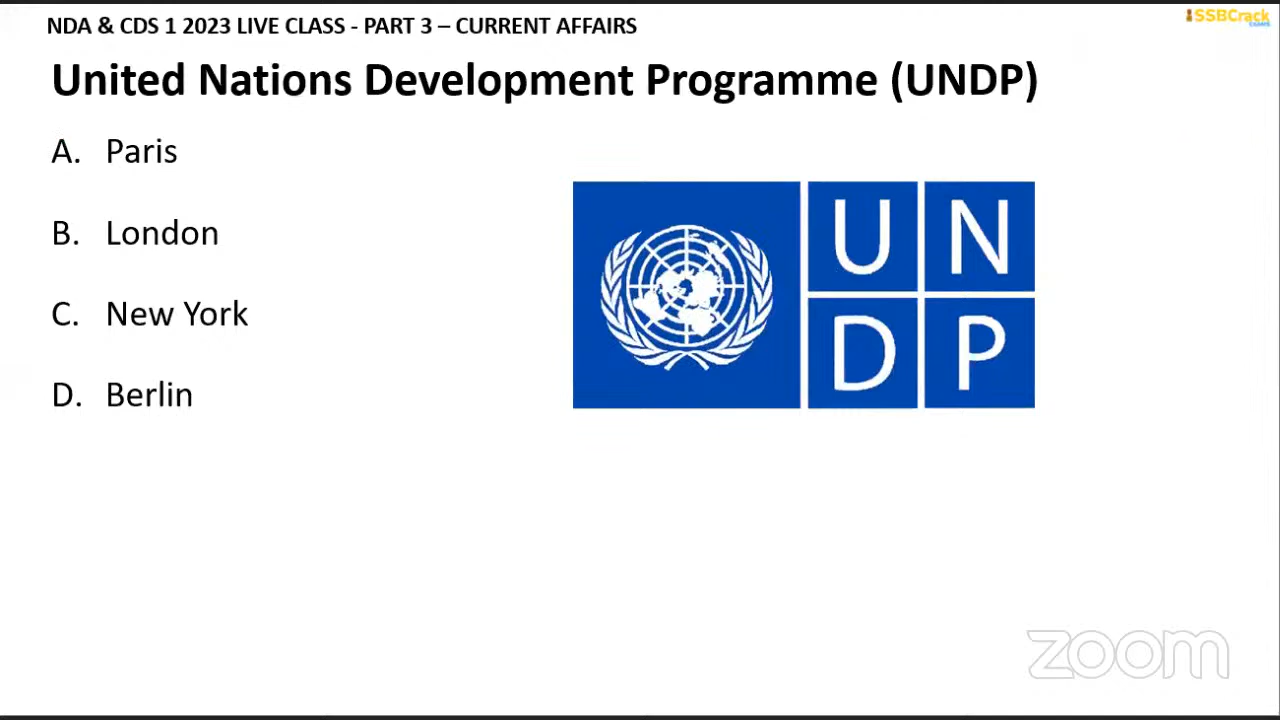 NDA & CDS 1 2023 LIVE CLASS - PART 3 – CURRENT AFFAIRS
SSBCrack
EXAMS
United Nations Development Programme (UNDP)
A. Paris
B. London
C. New York
D. Berlin
U N
D P
zoom